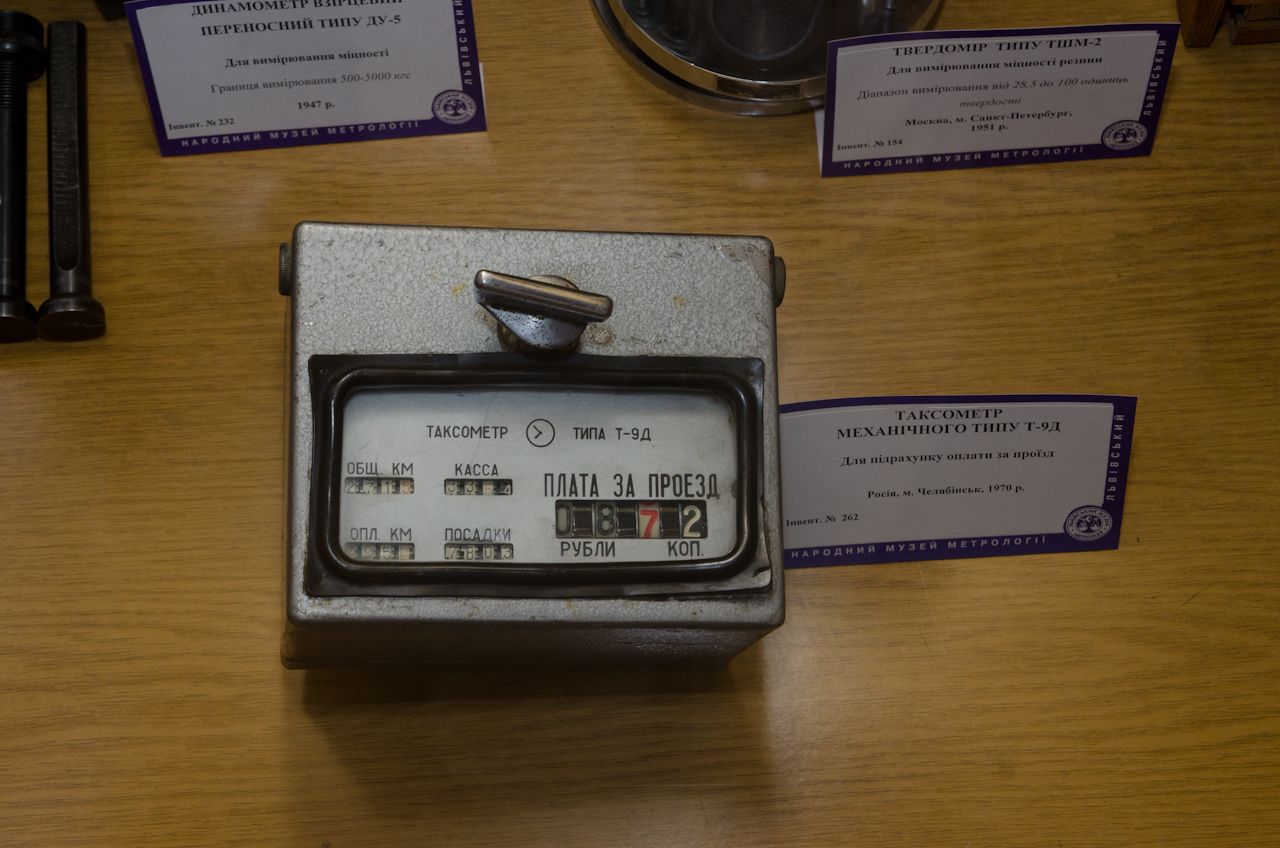 ДИНАМОМЕТР ВЗІРЦЕВИЙ
ПЕРЕНОСНИЙ ТИПУ ДУ-5
Для вимірювання міцності
Границя вимірювання 500-5000 кгс
1947 р.
Інвент. № 232
НАРОДНИЙ МУЗЕЙ МЕТРОЛОГІЇ
ЛЬВІВСЬКИЙ
ТВЕРДОМІР ТИПУ ТШМ-2
Для вимірювання міцності резини
Діапазон вимірювання від 28,5 до 100 одиниць
твердості
Москва, м. Санкт-Петербург,
1951 р.
Інвент. № 154
НАРОДНИЙ МУЗЕЙ МЕТРОЛОГІЇ
ЛЬВІВСЬКИЙ
ТАКСОМЕТР ТИПА Т-9Д
ОБЩ. КМ КАССА
ПЛАТА ЗА ПРОЕЗД
08 72
ОПЛ. КМ ПОСАДКИ
7803
РУБЛИ КОП.
ТАКСОМЕТР
МЕХАНІЧНОГО ТИПУ Т-9Д
Для підрахунку оплати за проїзд
Росія, м. Челябінськ, 1970 р.
Інвент. № 262
НАРОДНИЙ МУЗЕЙ МЕТРОЛОГІЇ
ЛЬВІВСЬКИЙ